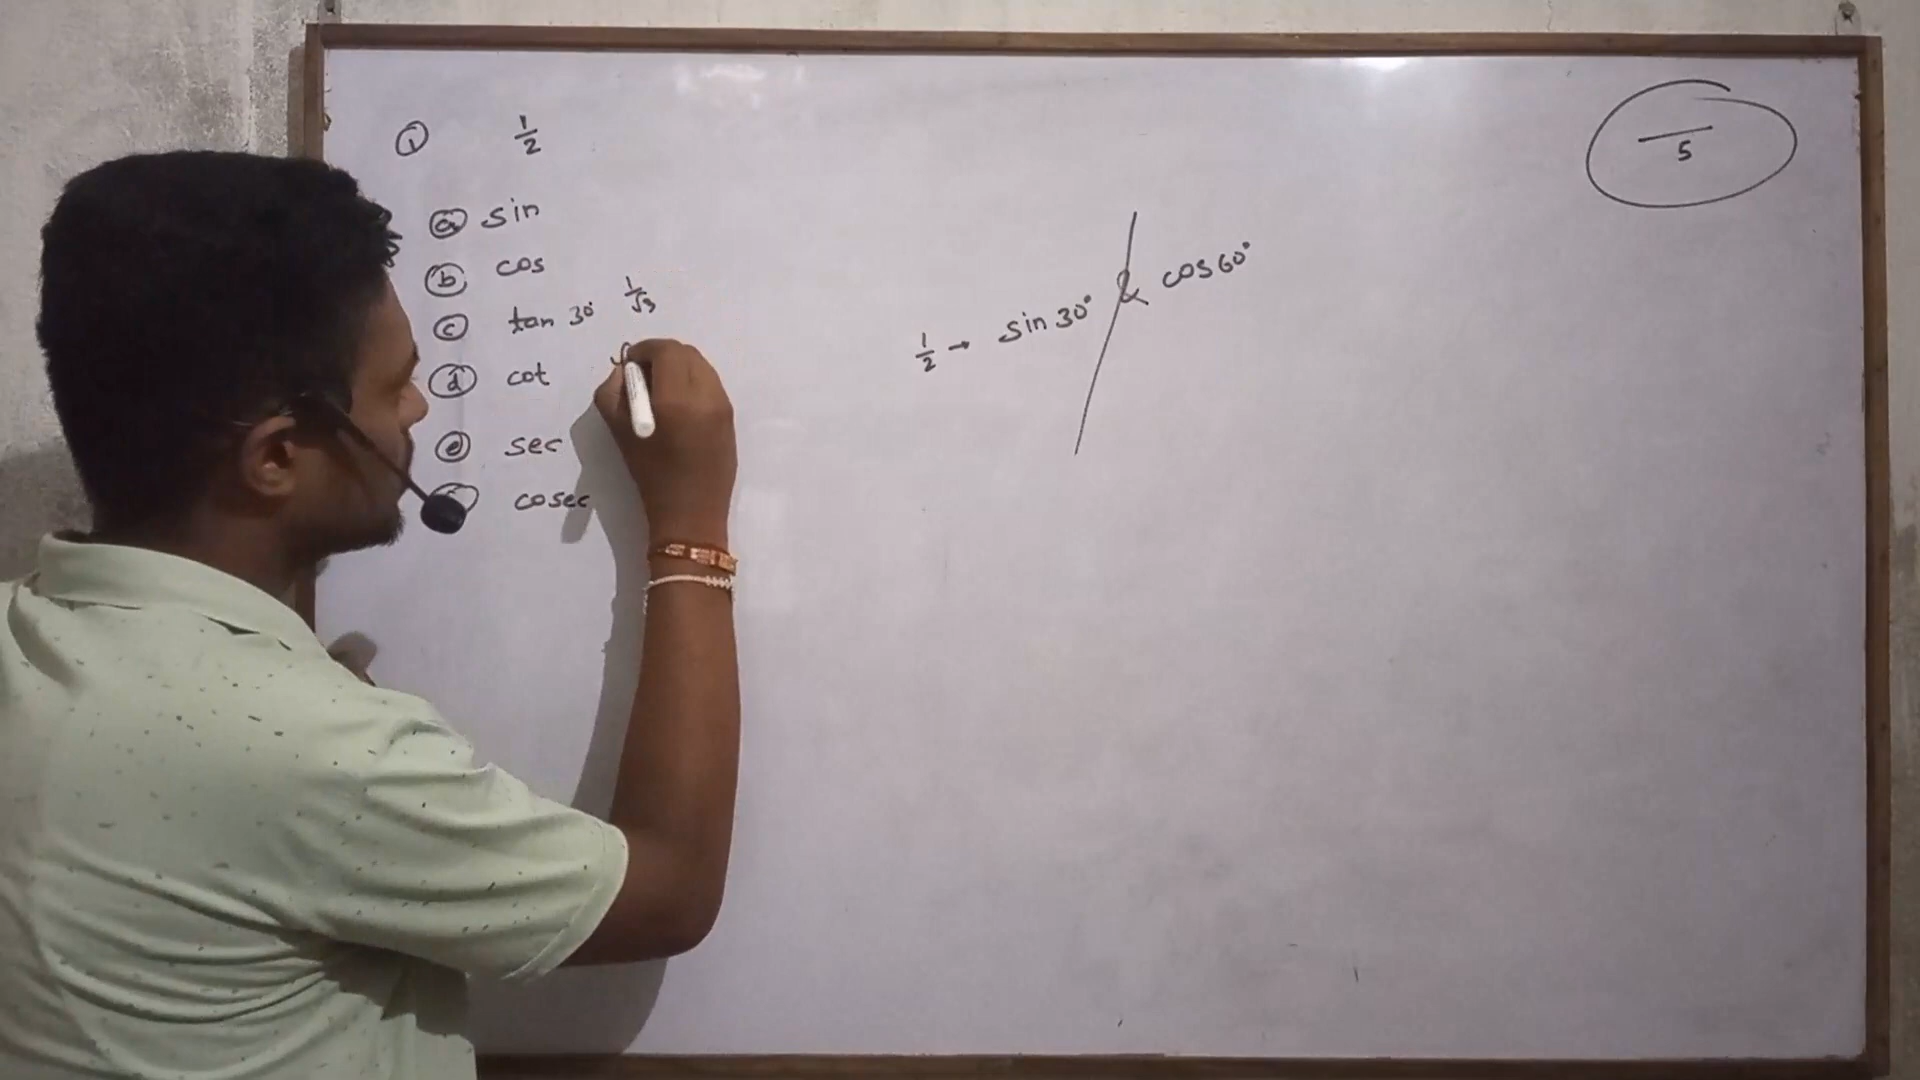 ① 1/2
ⓐ sin
ⓑ cos
ⓒ tan 30° 1/√3
ⓓ cot
ⓔ sec
cosec
1/2 → sin 30° & cos 60°
—/5